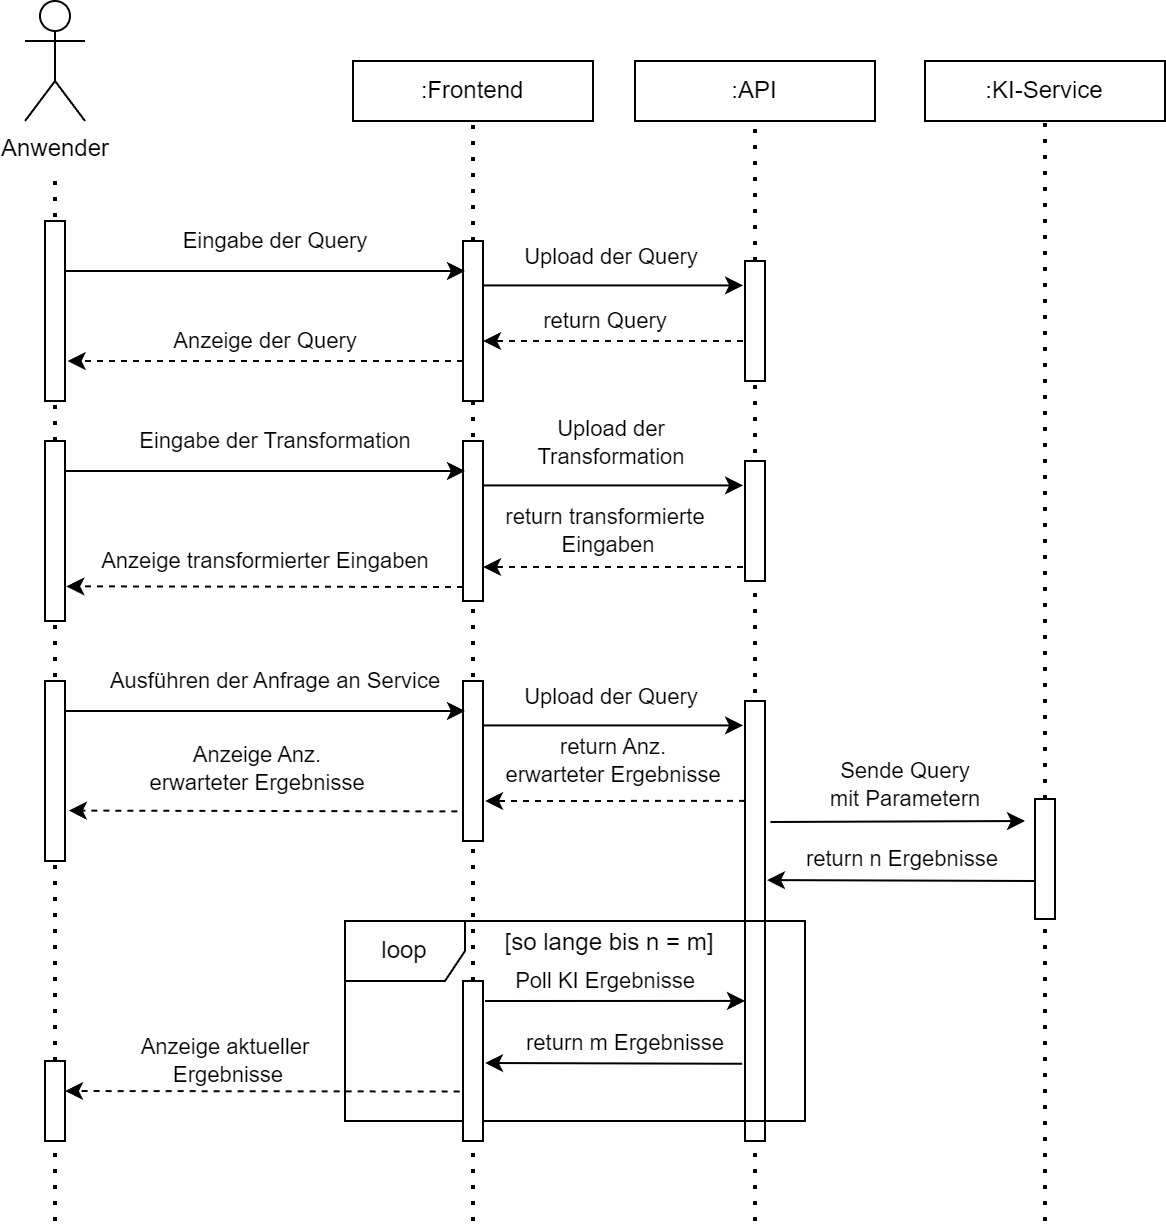 :Frontend
:API
:KI-Service
Anwender
Eingabe der Query
Upload der Query
return Query
Anzeige der Query
Eingabe der Transformation
Upload der
Transformation
return transformierte
Eingaben
Anzeige transformierter Eingaben
Ausführen der Anfrage an Service
Upload der Query
return Anz.
erwarteter Ergebnisse
Anzeige Anz.
erwarteter Ergebnisse
Sende Query
mit Parametern
return n Ergebnisse
loop
[so lange bis n = m]
Poll KI Ergebnisse
return m Ergebnisse
Anzeige aktueller
Ergebnisse